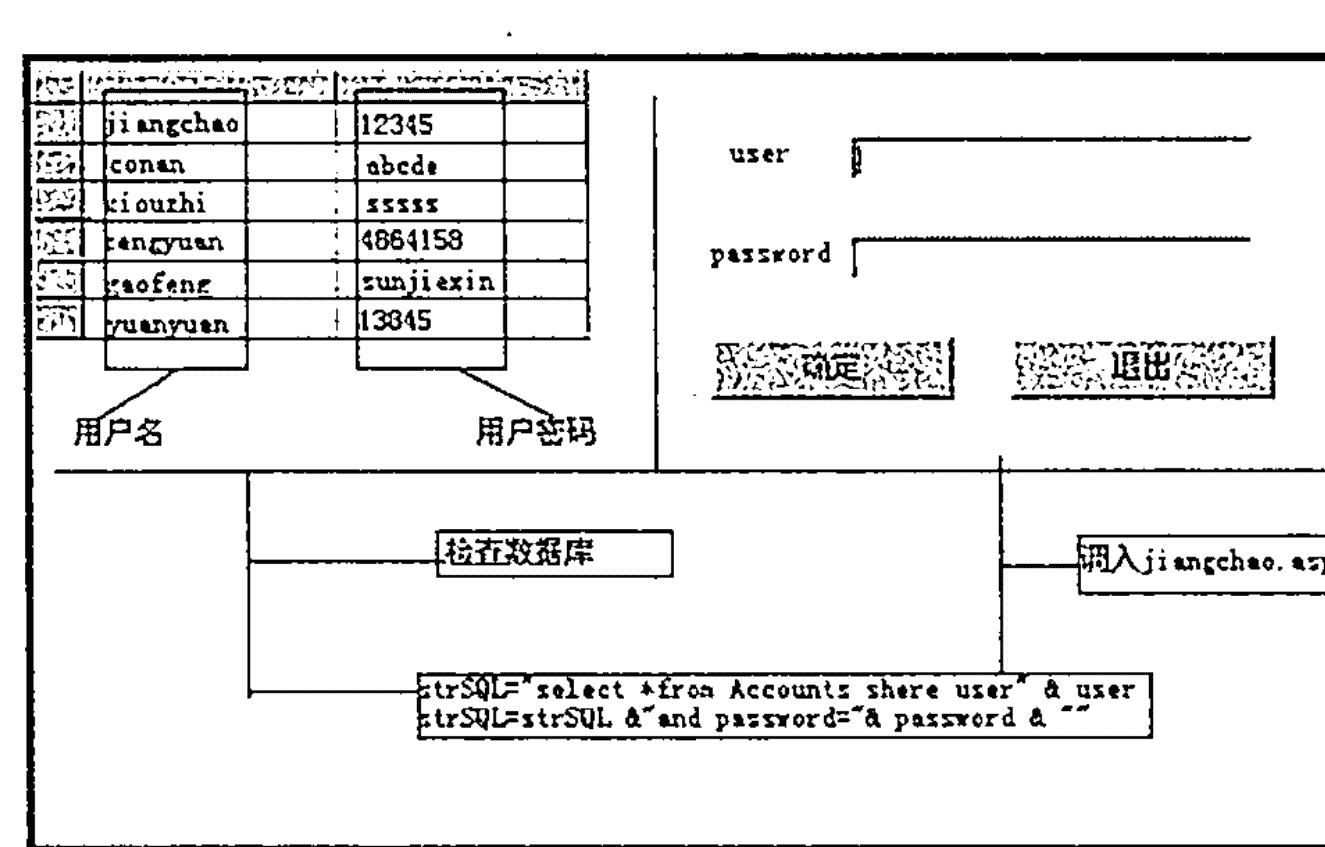 jiangchao 12345
conan abcde
xiouzhi sssss
tangyuan 4864158
gaofeng sunjiexin
yuanyuan 13845
用户名 用户密码
user
password
确定 退出
检查数据库
调入jiangchao.asp
strSQL="select *from Accounts shere user" & user
strSQL=strSQL &"and password="& password & ""